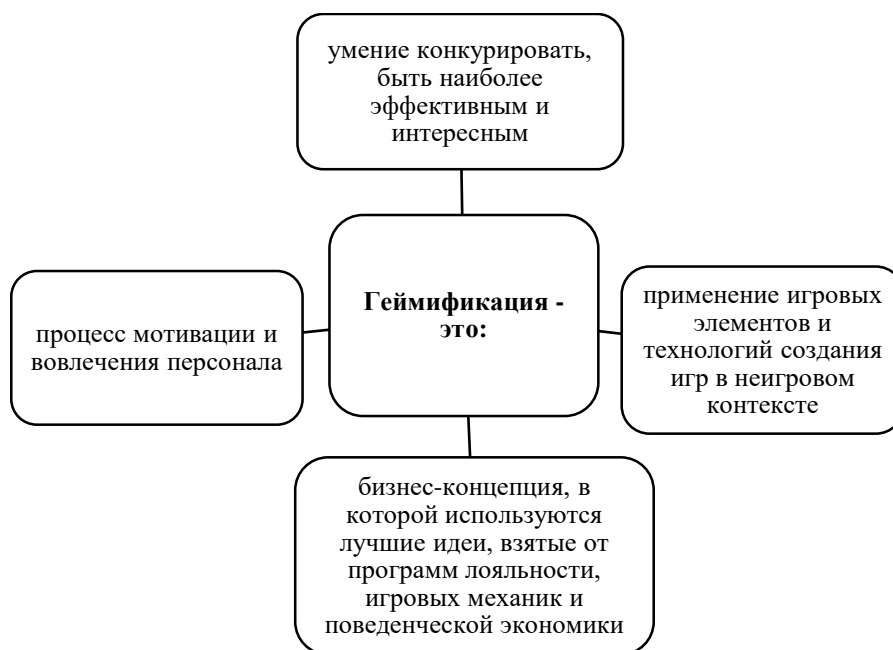 умение конкурировать,
быть наиболее
эффективным и
интересным
Геймификация -
это:
процесс мотивации и
вовлечения персонала
применение игровых
элементов и
технологий создания
игр в неигровом
контексте
бизнес-концепция, в
которой используются
лучшие идеи, взятые от
программ лояльности,
игровых механик и
поведенческой экономики